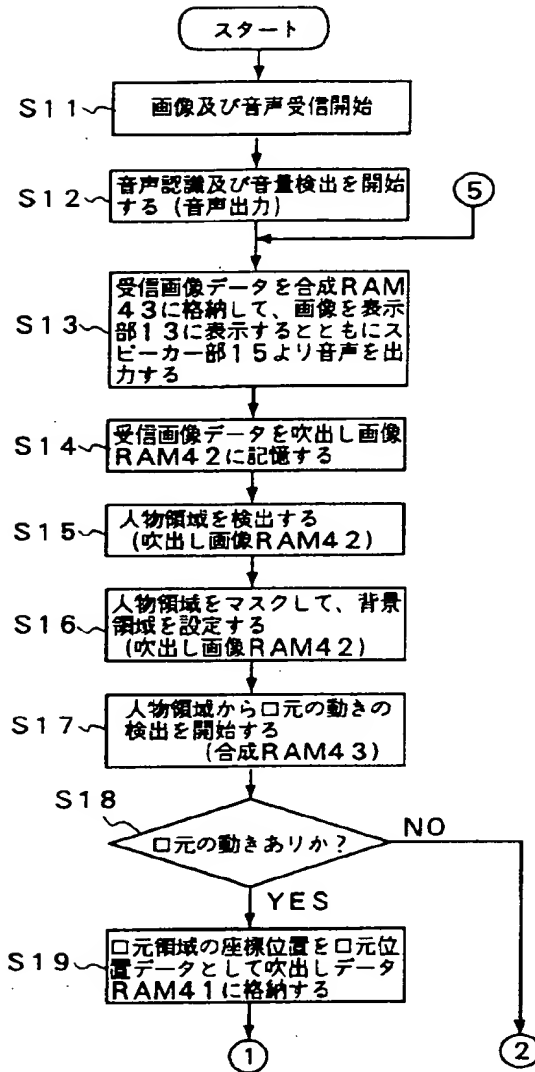 スタート
S11
画像及び音声受信開始
S12
音声認識及び音量検出を開始
する(音声出力)
5
S13
受信画像データを合成RAM
43に格納して、画像を表示
部13に表示するとともにス
ピーカー部15より音声を出
力する
S14
受信画像データを吹出し画像
RAM42に記憶する
S15
人物領域を検出する
(吹出し画像RAM42)
S16
人物領域をマスクして、背景
領域を設定する
(吹出し画像RAM42)
S17
人物領域から口元の動きの
検出を開始する
(合成RAM43)
S18
口元の動きありか?
NO
YES
S19
口元領域の座標位置を口元位
置データとして吹出しデータ
RAM41に格納する
1
2